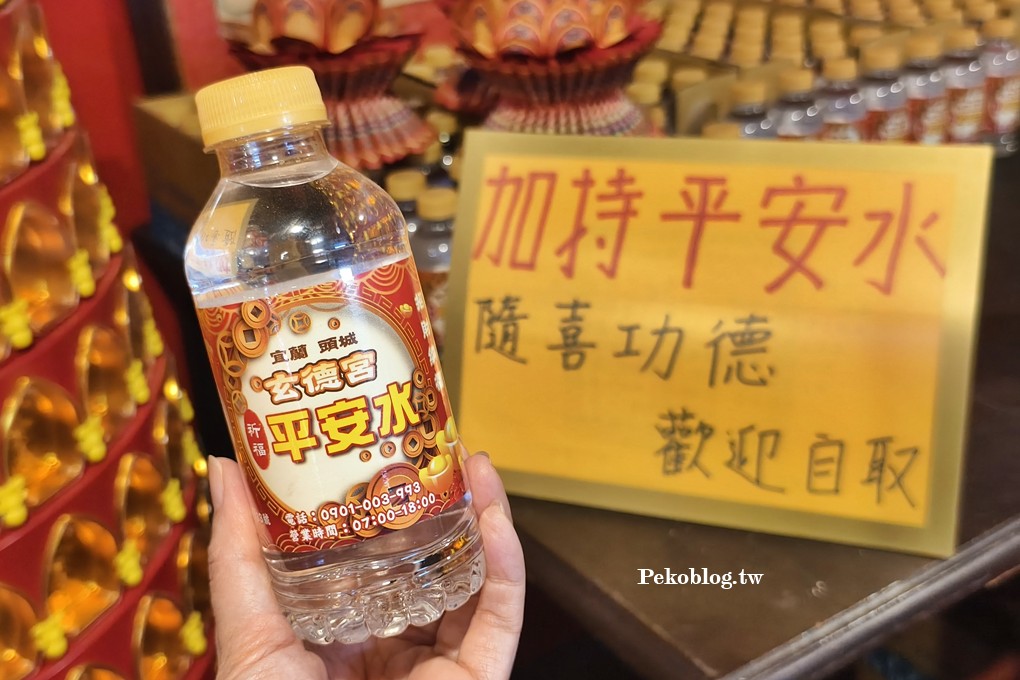 宜蘭 頭城
玄德宮
祈福
平安水
電話：0901-003-993
營業時間：07:00-18:00
加持平安水
隨喜功德
歡迎自取
Pekoblog.tw